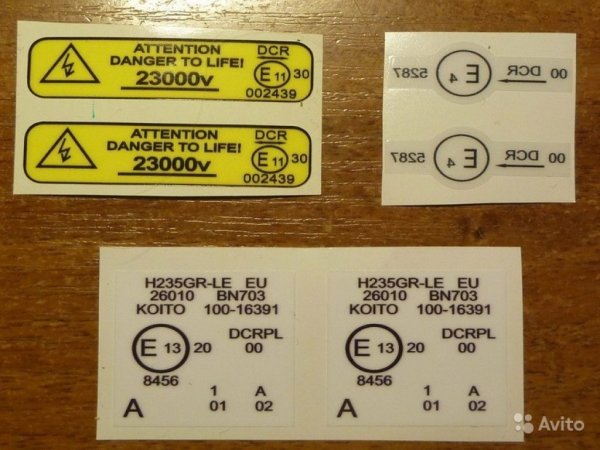 ATTENTION DCR
DANGER TO LIFE! E 11 30
23000v 002439
ATTENTION DCR
DANGER TO LIFE! E 11 30
23000v 002439
00 DCR E 4 5287
00 DCR E 4 5287
H235GR-LE EU
26010 BN703
KOITO 100-16391
DCRPL
E 13 20 00
8456
1 A
A 01 02
H235GR-LE EU
26010 BN703
KOITO 100-16391
DCRPL
E 13 20 00
8456
1 A
A 01 02
Avito